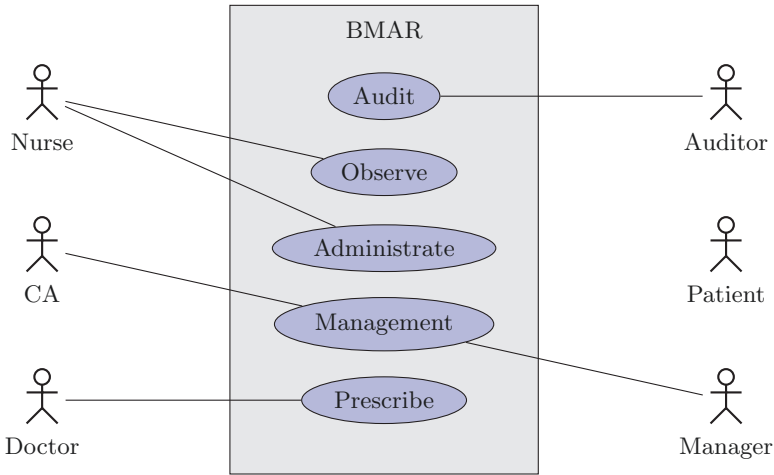 BMAR
Audit
Nurse
Auditor
Observe
Administrate
CA
Patient
Management
Prescribe
Doctor
Manager